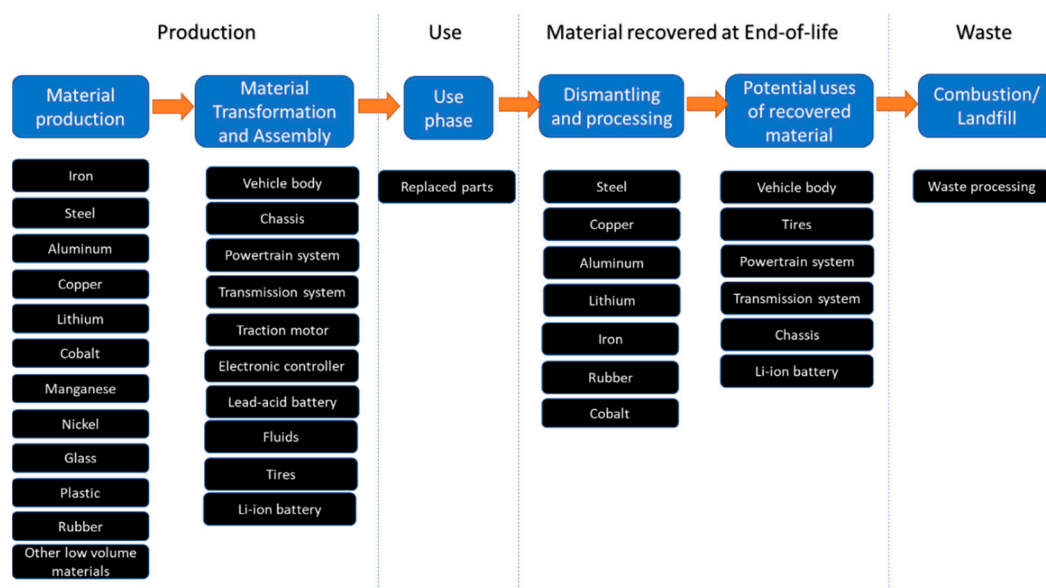 Production
Use
Material recovered at End-of-life
Waste
Material
production
Material
Transformation
and Assembly
Use
phase
Dismantling
and processing
Potential uses
of recovered
material
Combustion/
Landfill
Iron
Steel
Aluminum
Copper
Lithium
Cobalt
Manganese
Nickel
Glass
Plastic
Rubber
Other low volume
materials
Vehicle body
Chassis
Powertrain system
Transmission system
Traction motor
Electronic controller
Lead-acid battery
Fluids
Tires
Li-ion battery
Replaced parts
Steel
Copper
Aluminum
Lithium
Iron
Rubber
Cobalt
Vehicle body
Tires
Powertrain system
Transmission system
Chassis
Li-ion battery
Waste processing